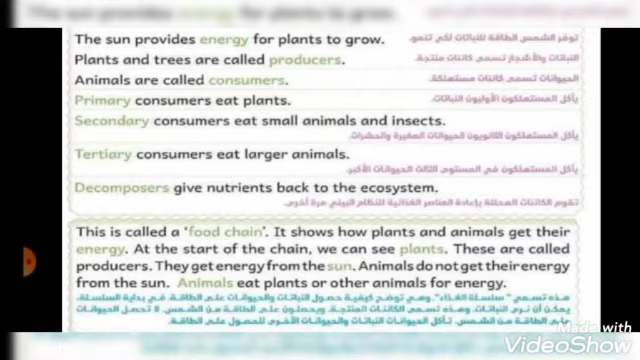 The sun provides energy for plants to grow.
توفر الشمس الطاقة للنباتات لكي تنمو.
Plants and trees are called producers.
النباتات والأشجار تسمى كائنات منتجة.
Animals are called consumers.
الحيوانات تسمى كائنات مستهلكة.
Primary consumers eat plants.
يأكل المستهلكون الأوليون النباتات.
Secondary consumers eat small animals and insects.
يأكل المستهلكون الثانويون الحيوانات الصغيرة والحشرات.
Tertiary consumers eat larger animals.
يأكل المستهلكون في المستوى الثالث الحيوانات الأكبر.
Decomposers give nutrients back to the ecosystem.
تقوم الكائنات المحللة بإعادة العناصر الغذائية للنظام البيئي مرة أخرى.
This is called a 'food chain'. It shows how plants and animals get their
energy. At the start of the chain, we can see plants. These are called
producers. They get energy from the sun. Animals do not get their energy
from the sun. Animals eat plants or other animals for energy.
هذه تسمى "سلسلة الغذاء". وهي توضح كيفية حصول النباتات والحيوانات على الطاقة. في بداية السلسلة،
يمكن أن نرى النباتات. وهذه تسمى الكائنات المنتجة. ويحصلون على الطاقة من الشمس. لا تحصل الحيوانات
على الطاقة من الشمس. تأكل الحيوانات النباتات والحيوانات الأخرى للحصول على الطاقة.
Made with
VideoShow